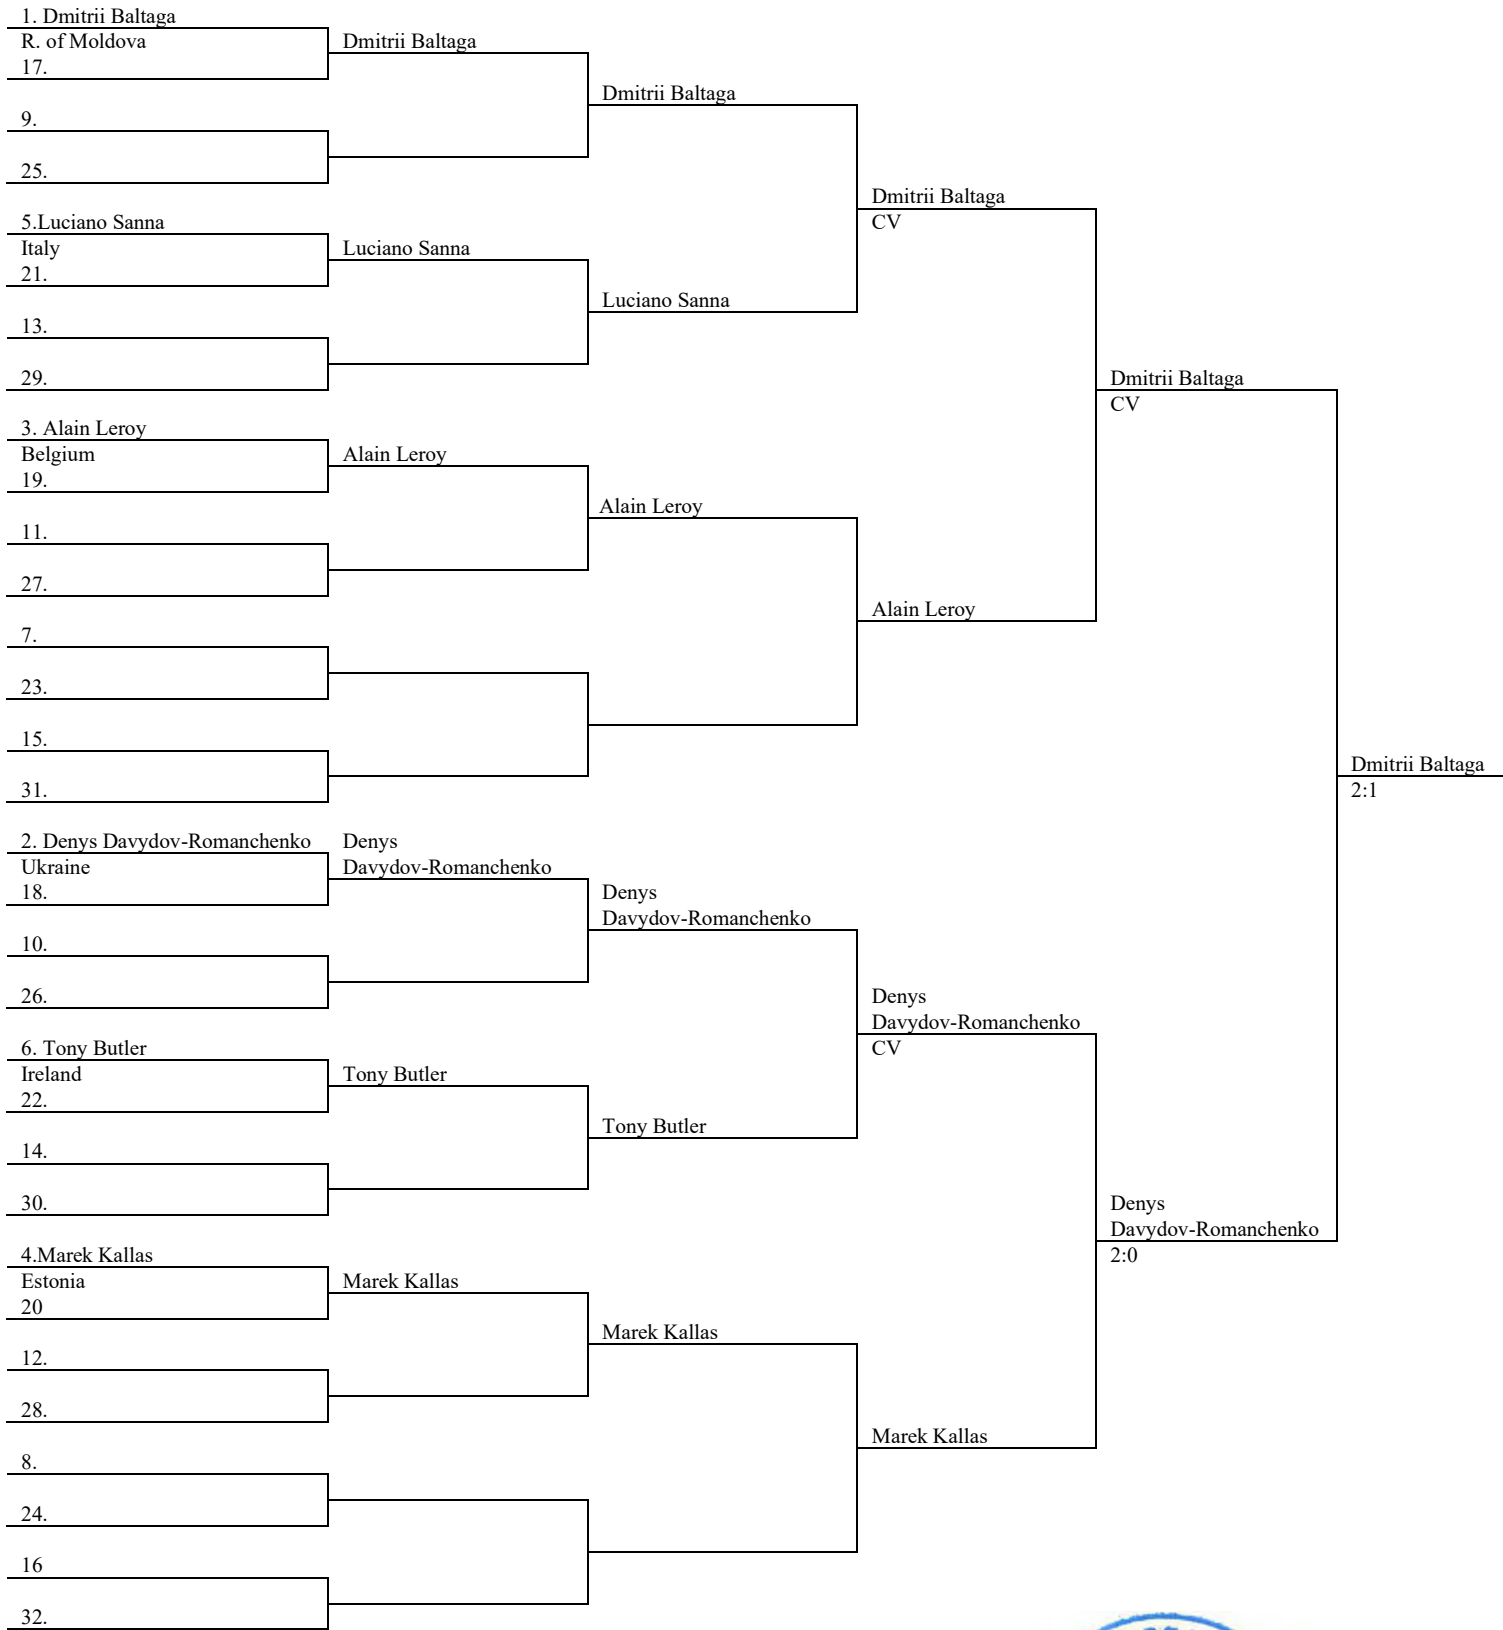 1. Dmitrii Baltaga
R. of Moldova
17.
9.
25.
5.Luciano Sanna
Italy
21.
13.
29.
3. Alain Leroy
Belgium
19.
11.
27.
7.
23.
15.
31.
2. Denys Davydov-Romanchenko
Ukraine
18.
10.
26.
6. Tony Butler
Ireland
22.
14.
30.
4.Marek Kallas
Estonia
20
12.
28.
8.
24.
16
32.
Dmitrii Baltaga
Luciano Sanna
Alain Leroy
Denys
Davydov-Romanchenko
Tony Butler
Marek Kallas
Dmitrii Baltaga
Luciano Sanna
Alain Leroy
Denys
Davydov-Romanchenko
Tony Butler
Marek Kallas
Dmitrii Baltaga
CV
Alain Leroy
Denys
Davydov-Romanchenko
CV
Marek Kallas
Dmitrii Baltaga
CV
Denys
Davydov-Romanchenko
2:0
Dmitrii Baltaga
2:1